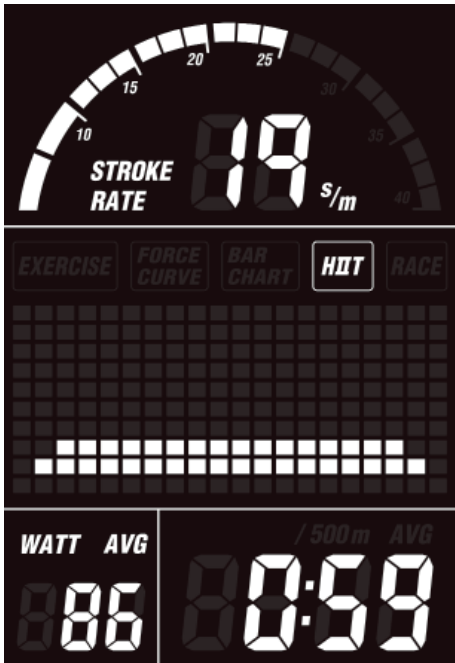 10
15
20
25
30
35
40
STROKE
RATE
19 s/m
EXERCISE FORCE CURVE BAR CHART HIIT RACE
WATT AVG
86
/500m AVG
0:59